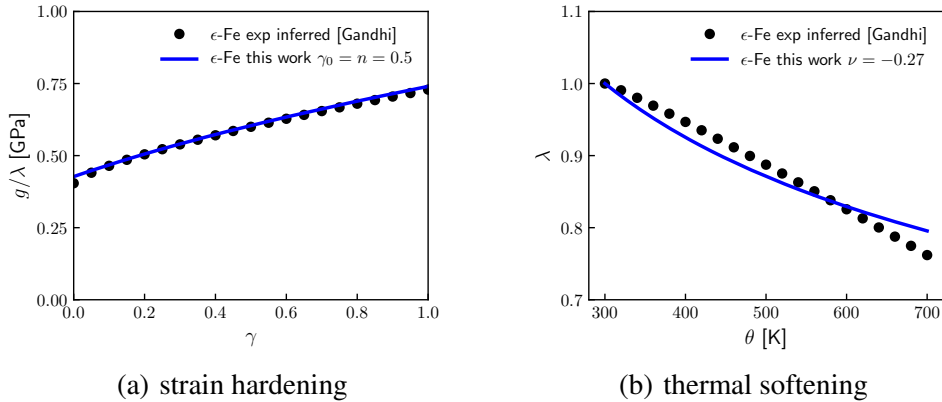 1.00
0.75
0.50
0.25
0.00
g/λ [GPa]
ϵ-Fe exp inferred [Gandhi]
ϵ-Fe this work γ₀ = n = 0.5
0.0 0.2 0.4 0.6 0.8 1.0
γ
(a) strain hardening
1.1
1.0
0.9
0.8
0.7
λ
ϵ-Fe exp inferred [Gandhi]
ϵ-Fe this work ν = −0.27
300 400 500 600 700
θ [K]
(b) thermal softening